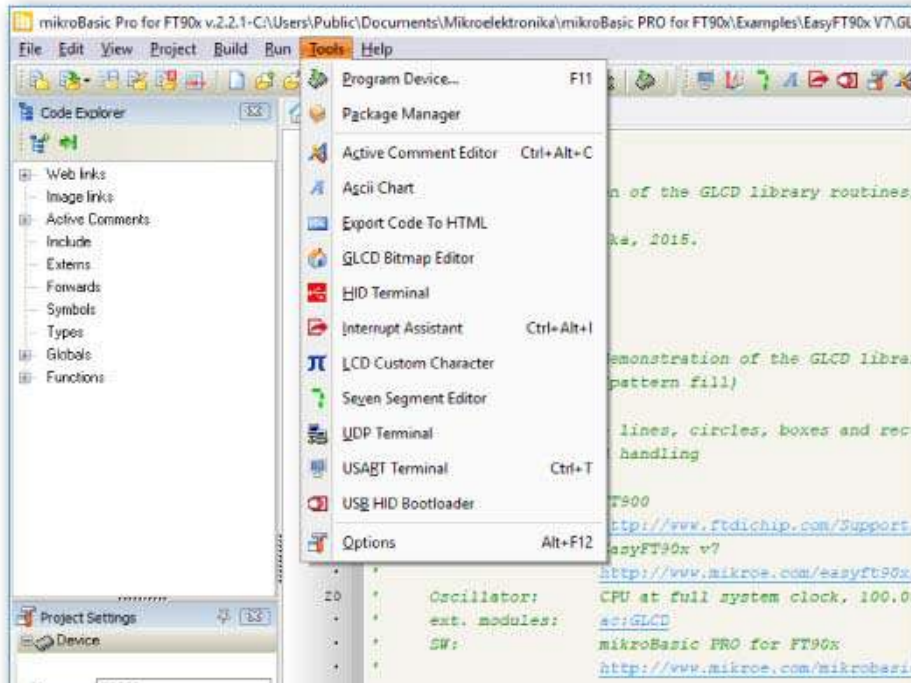 mikroBasic Pro for FT90x v.2.2.1-C:\Users\Public\Documents\Mikroelektronika\mikroBasic PRO for FT90x\Examples\EasyFT90x V7\GL
File Edit View Project Build Run Tools Help
Code Explorer
Web links
Image links
Active Comments
Include
Externs
Forwards
Symbols
Types
Globals
Functions
Program Device... F11
Package Manager
Active Comment Editor Ctrl+Alt+C
Ascii Chart
Export Code To HTML
GLCD Bitmap Editor
HID Terminal
Interrupt Assistant Ctrl+Alt+I
LCD Custom Character
Seven Segment Editor
UDP Terminal
USART Terminal Ctrl+T
USB HID Bootloader
Options Alt+F12
n of the GLCD library routines
ka, 2015.
emonstration of the GLCD libra
pattern fill)
lines, circles, boxes and rec
handling
FT900
ttp://www.ftdichip.com/Support
asyFT90x v7
http://www.mikroe.com/easyft90x
20 * Oscillator: CPU at full system clock, 100.0
* ext. modules: ac:GLCD
* SW: mikroBasic PRO for FT90x
* http://www.mikroe.com/mikrobasi
Project Settings
Device